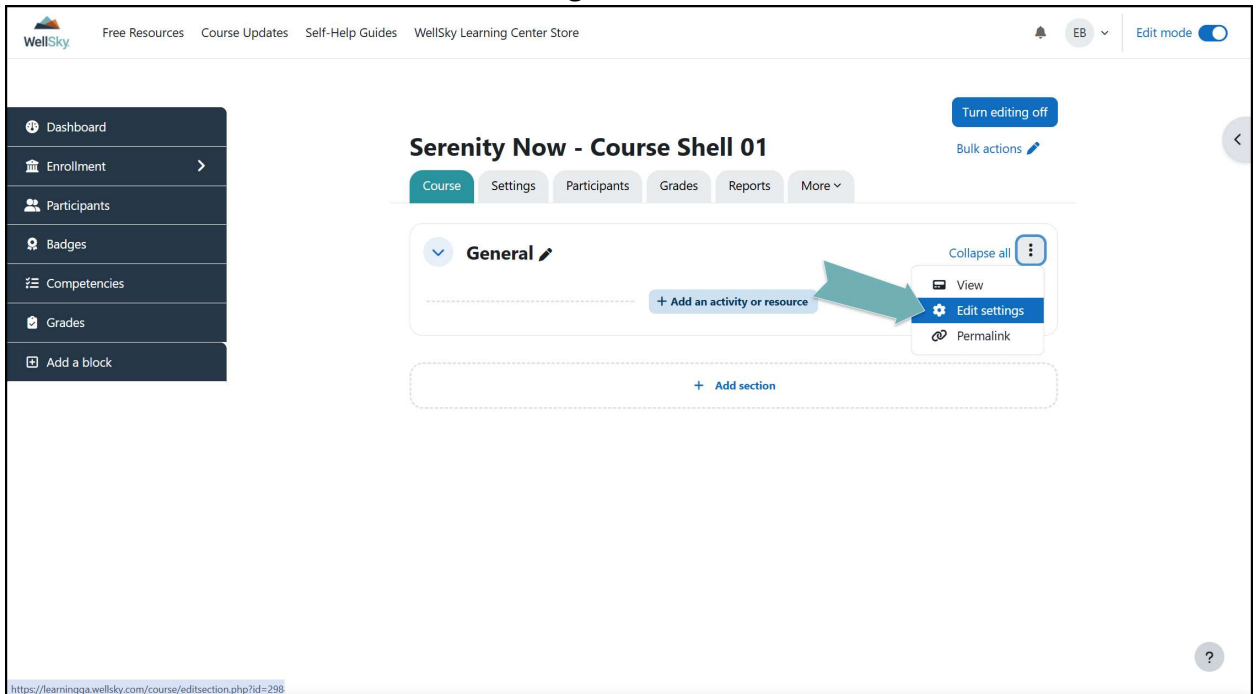 WellSky
Free Resources Course Updates Self-Help Guides WellSky Learning Center Store
EB
Edit mode
Dashboard
Enrollment
Participants
Badges
Competencies
Grades
Add a block
Turn editing off
Serenity Now - Course Shell 01
Bulk actions
Course Settings Participants Grades Reports More
General
Collapse all
View
+ Add an activity or resource
Edit settings
Permalink
+ Add section
?
https://learningqa.wellsky.com/course/editsection.php?id=298